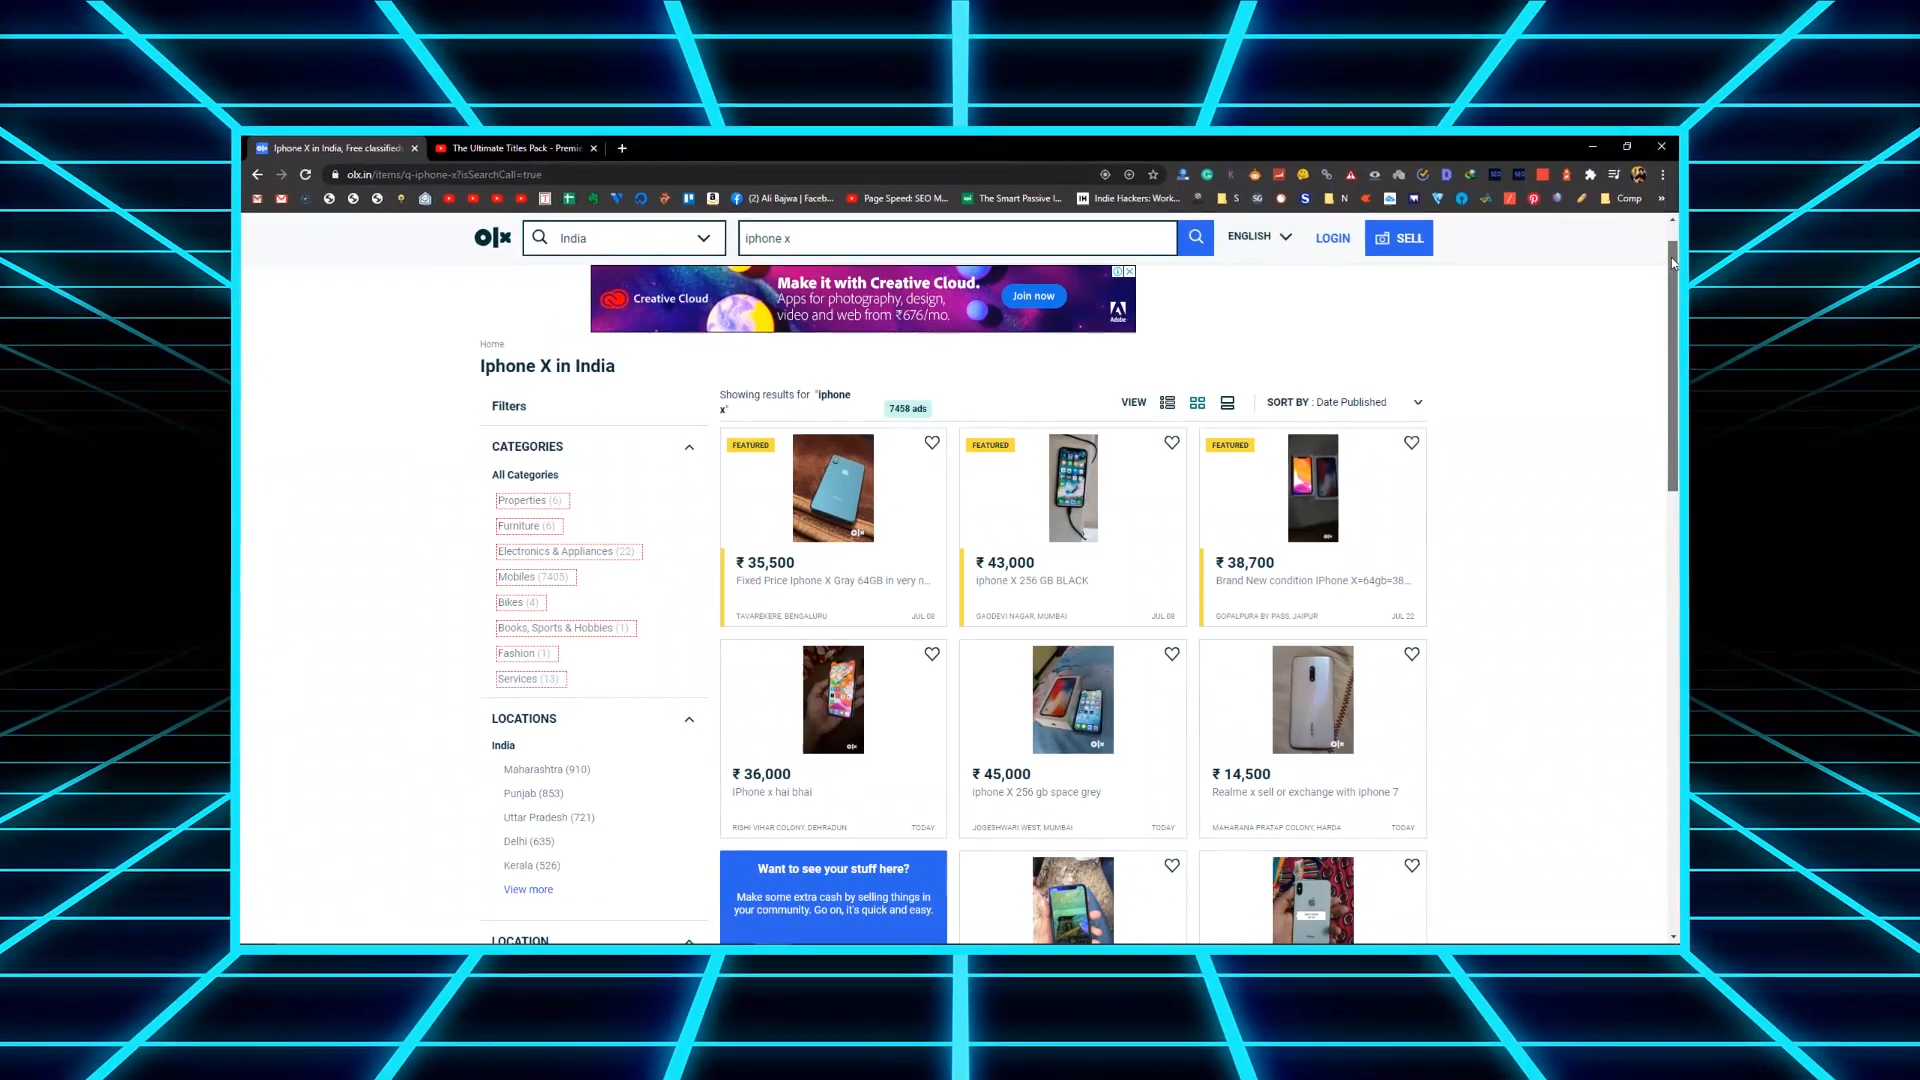 Iphone X in India, Free classifieds
The Ultimate Titles Pack - Premie
olx.in/items/q-iphone-x?isSearchCall=true
(2) Ali Bajwa | Faceb...
Page Speed: SEO M...
The Smart Passive I...
Indie Hackers: Work...
S
SG
N
Comp
olx
India
iphone x
ENGLISH
LOGIN
SELL
Creative Cloud
Make it with Creative Cloud.
Apps for photography, design,
video and web from ₹676/mo.
Join now
Adobe
Home
Iphone X in India
Filters
CATEGORIES
All Categories
Properties (6)
Furniture (6)
Electronics & Appliances (22)
Mobiles (7405)
Bikes (4)
Books, Sports & Hobbies (1)
Fashion (1)
Services (13)
LOCATIONS
India
Maharashtra (910)
Punjab (853)
Uttar Pradesh (721)
Delhi (635)
Kerala (526)
View more
LOCATION
Showing results for "iphone
x"
7458 ads
VIEW
SORT BY : Date Published
FEATURED
₹ 35,500
Fixed Price Iphone X Gray 64GB in very n...
TAVAREKERE, BENGALURU
JUL 08
FEATURED
₹ 43,000
iphone X 256 GB BLACK
GAODEVI NAGAR, MUMBAI
JUL 08
FEATURED
₹ 38,700
Brand New condition IPhone X=64gb=38...
GOPALPURA BY PASS, JAIPUR
JUL 22
₹ 36,000
IPhone x hai bhai
RISHI VIHAR COLONY, DEHRADUN
TODAY
₹ 45,000
iphone X 256 gb space grey
JOGESHWARI WEST, MUMBAI
TODAY
₹ 14,500
Realme x sell or exchange with iphone 7
MAHARANA PRATAP COLONY, HARDA
TODAY
Want to see your stuff here?
Make some extra cash by selling things in
your community. Go on, it's quick and easy.